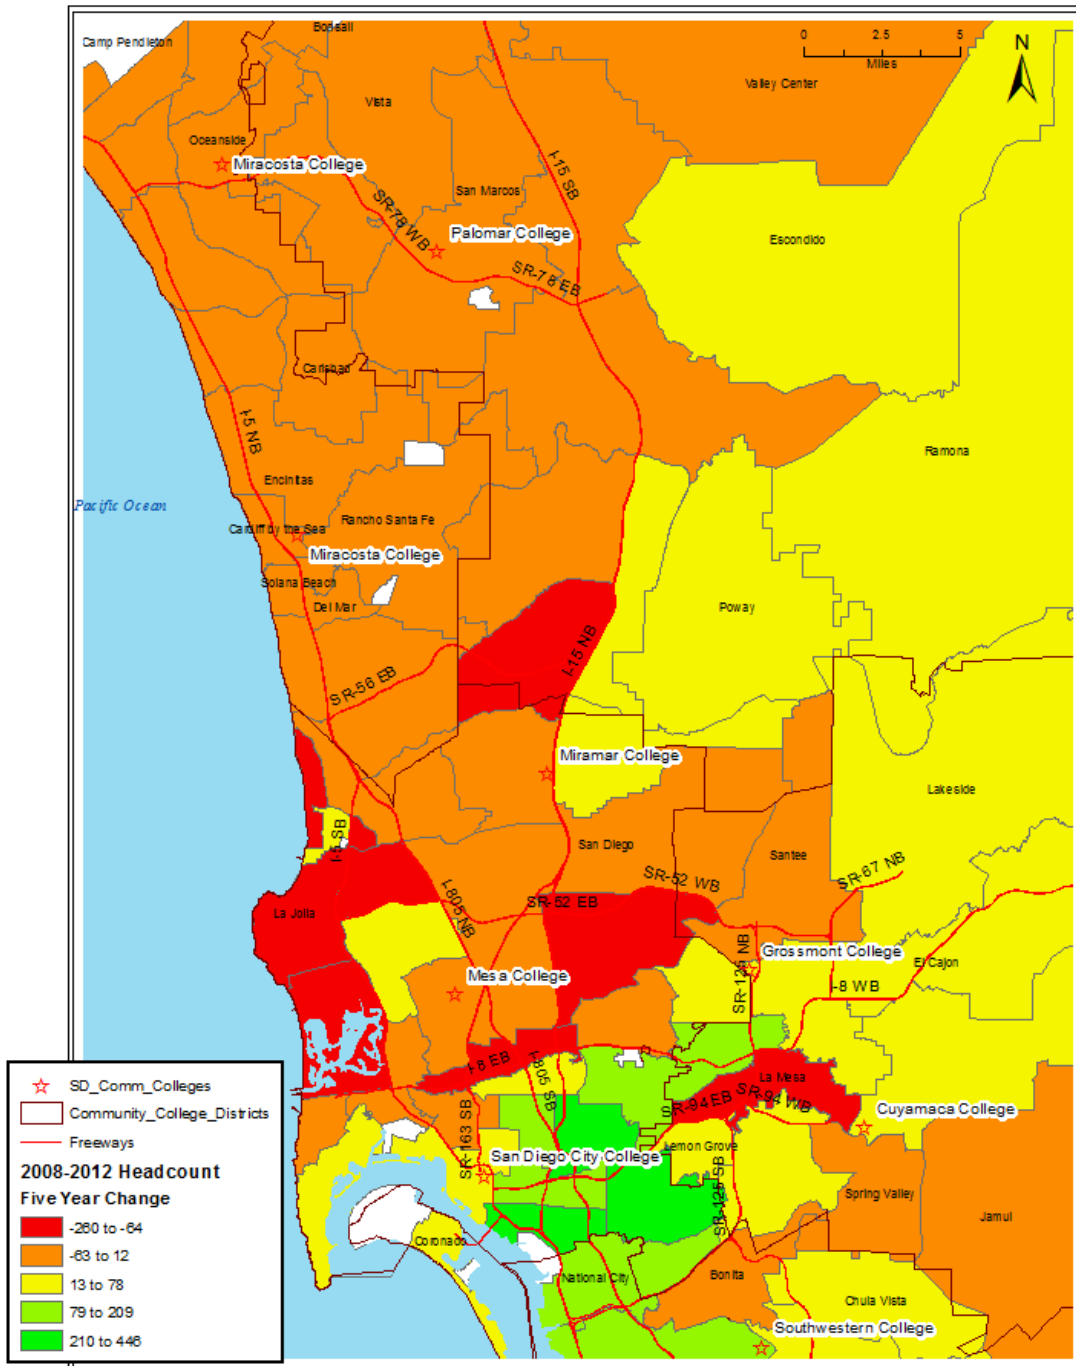 Camp Pendleton
Bonsall
0 2.5 5
Miles
N
Valley Center
Vista
Oceanside
Miracosta College
I-15 SB
San Marcos
SR-78 WB
Palomar College
Escondido
SR-78 EB
Carlsbad
I-5 NB
Ramona
Encinitas
Pacific Ocean
Rancho Santa Fe
Cardiff by the Sea
Miracosta College
Solana Beach
Del Mar
Poway
I-15 NB
SR-56 EB
Miramar College
Lakeside
I-5 SB
San Diego
Santee
SR-67 NB
SR-52 WB
I-805 NB
SR-52 EB
La Jolla
Grossmont College
El Cajon
SR-125 NB
Mesa College
I-8 WB
I-8 EB
I-805 SB
La Mesa
SR-94 EB
SR-94 WB
Cuyamaca College
SR-163 SB
Lemon Grove
San Diego City College
SR-125 SB
Spring Valley
Jamul
Coronado
National City
Bonita
Chula Vista
Southwestern College
SD_Comm_Colleges
Community_College_Districts
Freeways
2008-2012 Headcount
Five Year Change
-260 to -64
-63 to 12
13 to 78
79 to 209
210 to 446